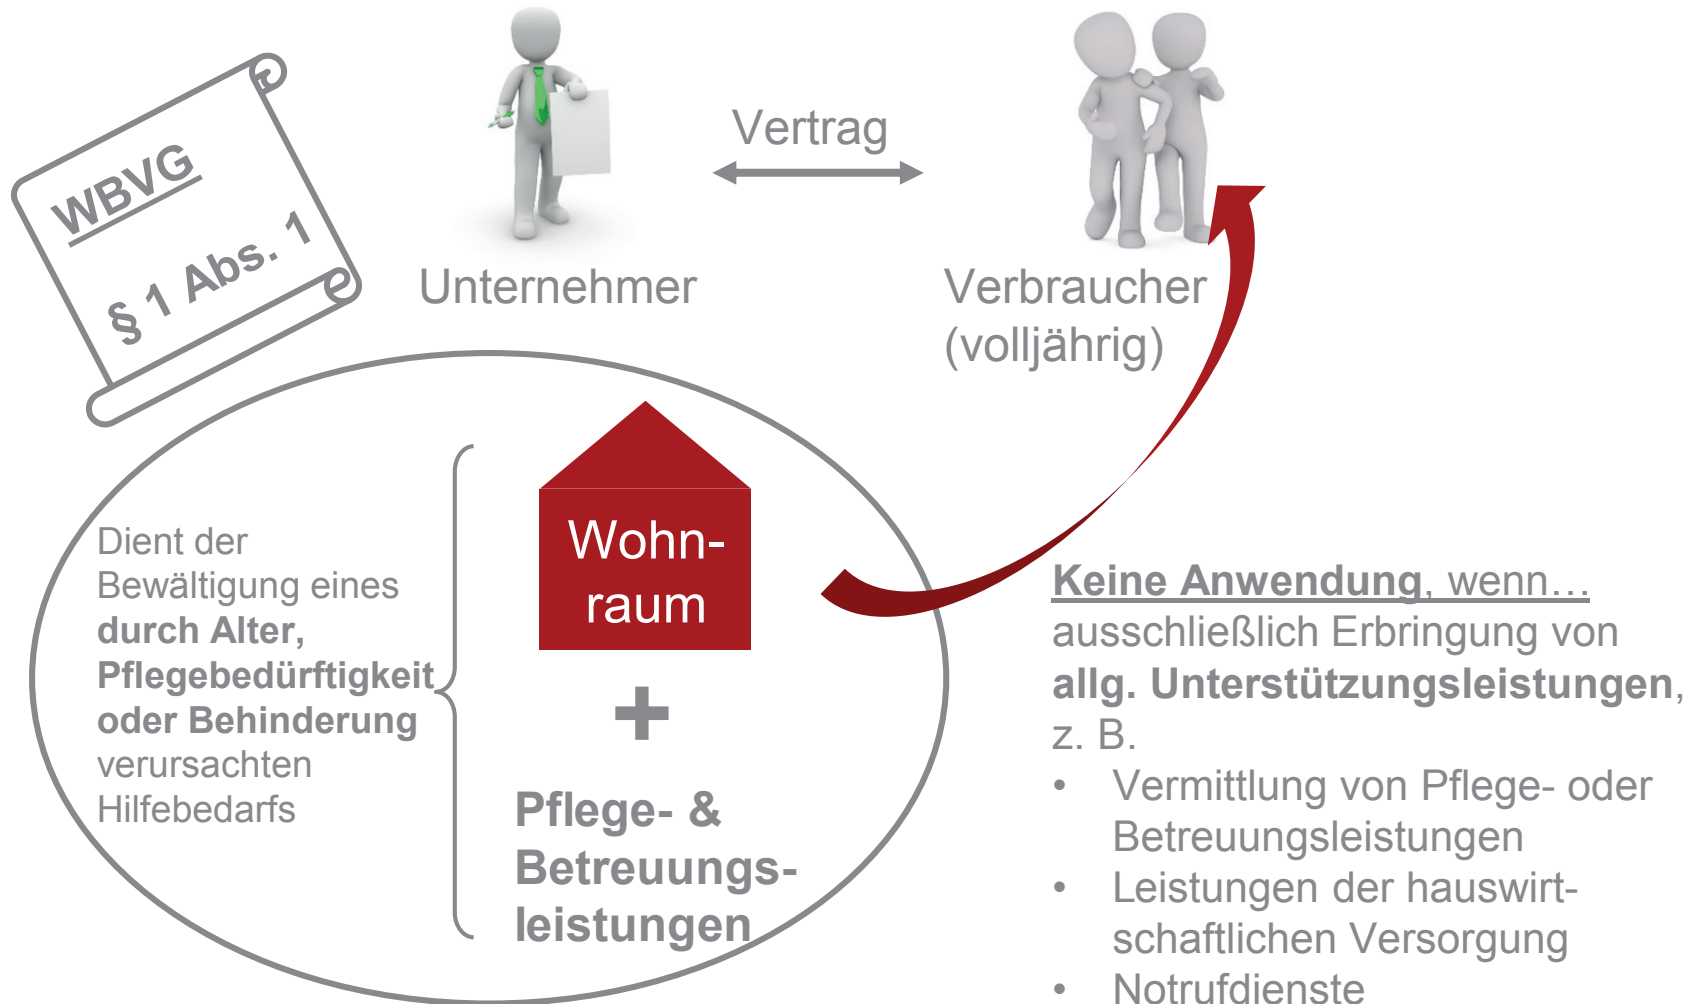 WBVG
§ 1 Abs. 1
Vertrag
Unternehmer
Verbraucher
(volljährig)
Dient der
Bewältigung eines
durch Alter,
Pflegebedürftigkeit
oder Behinderung
verursachten
Hilfebedarfs
Wohn-
raum
+
Pflege- &
Betreuungs-
leistungen
Keine Anwendung, wenn…
ausschließlich Erbringung von
allg. Unterstützungsleistungen,
z. B.
• Vermittlung von Pflege- oder
Betreuungsleistungen
• Leistungen der hauswirt-
schaftlichen Versorgung
• Notrufdienste